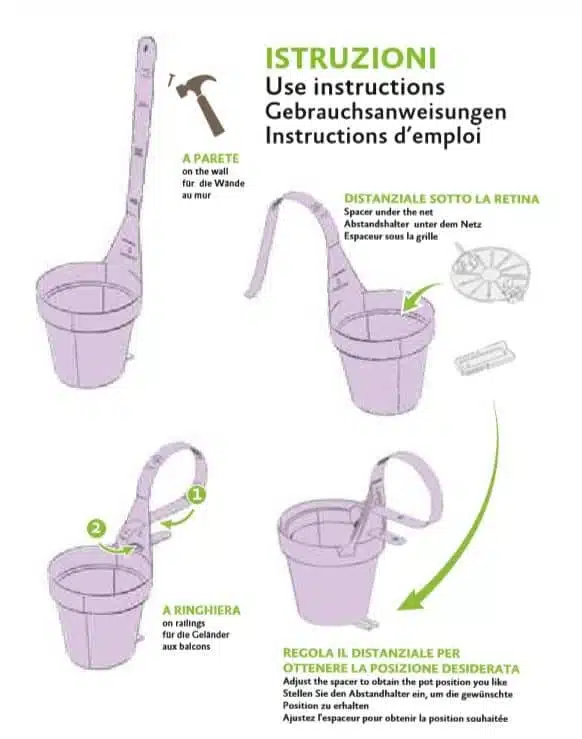 ISTRUZIONI
Use instructions
Gebrauchsanweisungen
Instructions d'emploi
A PARETE
on the wall
für die Wände
au mur
DISTANZIALE SOTTO LA RETINA
Spacer under the net
Abstandshalter unter dem Netz
Espaceur sous la grille
1
2
A RINGHIERA
on railings
für die Geländer
aux balcons
REGOLA IL DISTANZIALE PER
OTTENERE LA POSIZIONE DESIDERATA
Adjust the spacer to obtain the pot position you like
Stellen Sie den Abstandhalter ein, um die gewünschte
Position zu erhalten
Ajustez l'espaceur pour obtenir la position souhaitée